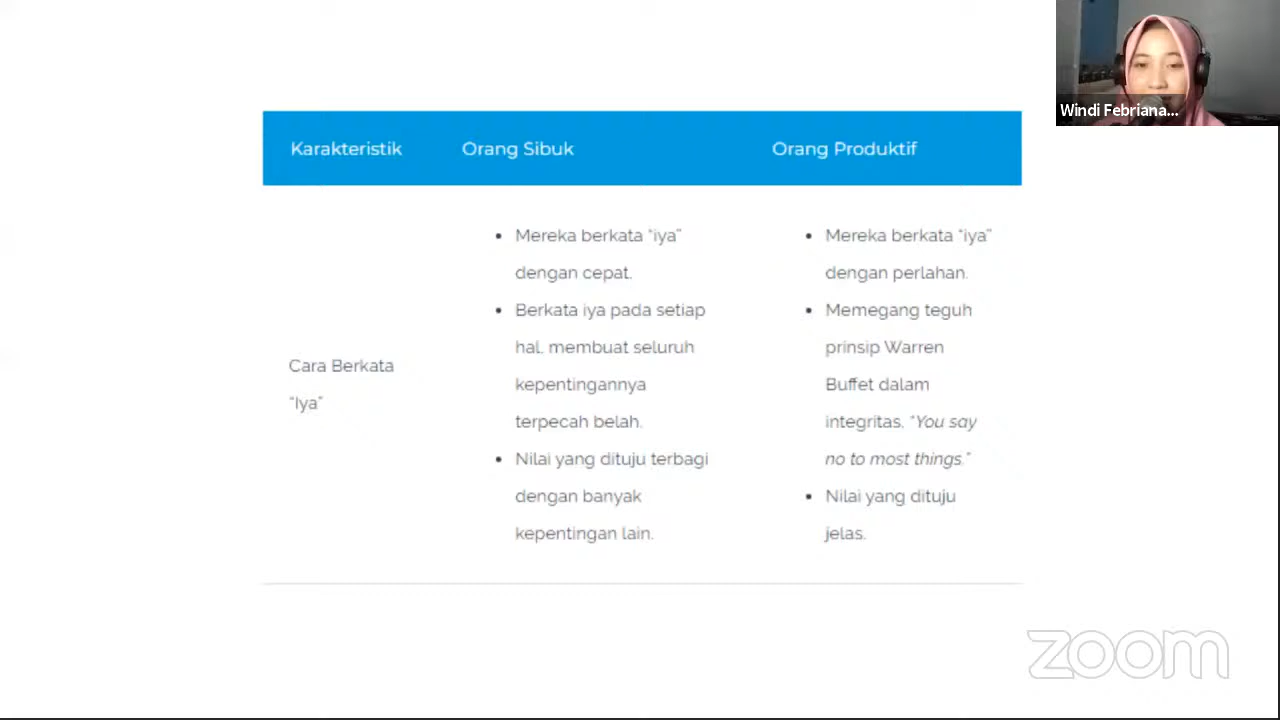 Windi Febriana...
Karakteristik
Orang Sibuk
Orang Produktif
Cara Berkata
“Iya”
• Mereka berkata “iya”
dengan cepat.
• Berkata iya pada setiap
hal, membuat seluruh
kepentingannya
terpecah belah.
• Nilai yang dituju terbagi
dengan banyak
kepentingan lain.
• Mereka berkata “iya”
dengan perlahan.
• Memegang teguh
prinsip Warren
Buffet dalam
integritas. “You say
no to most things.”
• Nilai yang dituju
jelas.
zoom